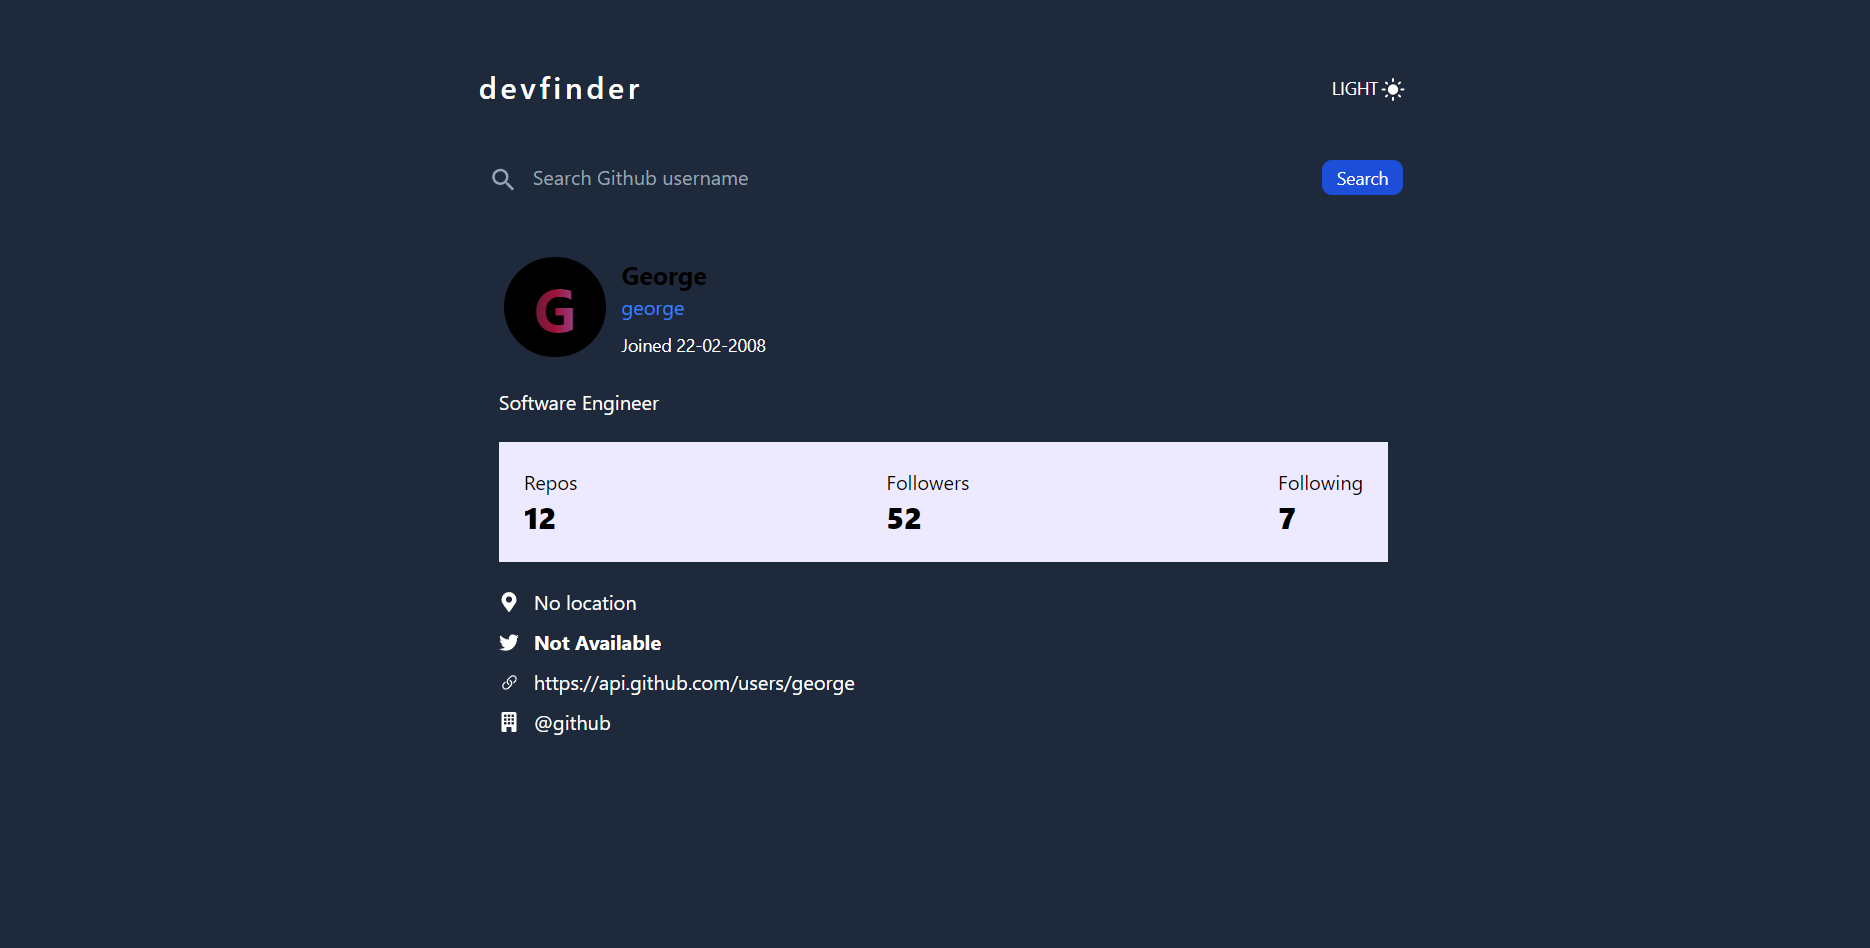 devfinder
LIGHT
Search Github username
Search
G
George
george
Joined 22-02-2008
Software Engineer
Repos
Followers
Following
12
52
7
No location
Not Available
https://api.github.com/users/george
@github